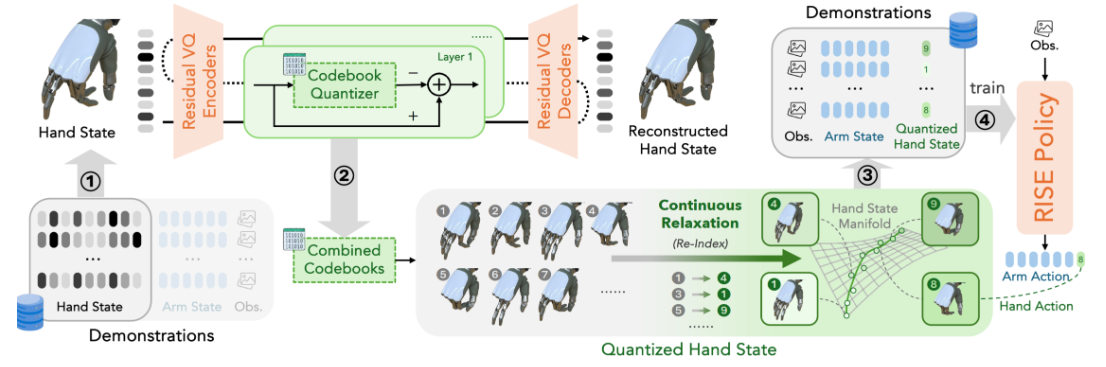 Hand State
Residual VQ
Encoders
Codebook
Quantizer
Layer 1
......
−
+
+
Residual VQ
Decoders
Reconstructed
Hand State
①
②
Hand State
Arm State
Obs.
...
...
...
Demonstrations
Combined
Codebooks
1
2
3
4
5
6
7
......
Continuous
Relaxation
(Re-Index)
1 → 4
3 → 1
5 → 9
......
4
1
Hand State
Manifold
9
8
Quantized Hand State
Demonstrations
9
1
...
...
...
8
Obs.
Arm State
Quantized
Hand State
③
train
④
Obs.
RISE Policy
8
Arm Action
Hand Action